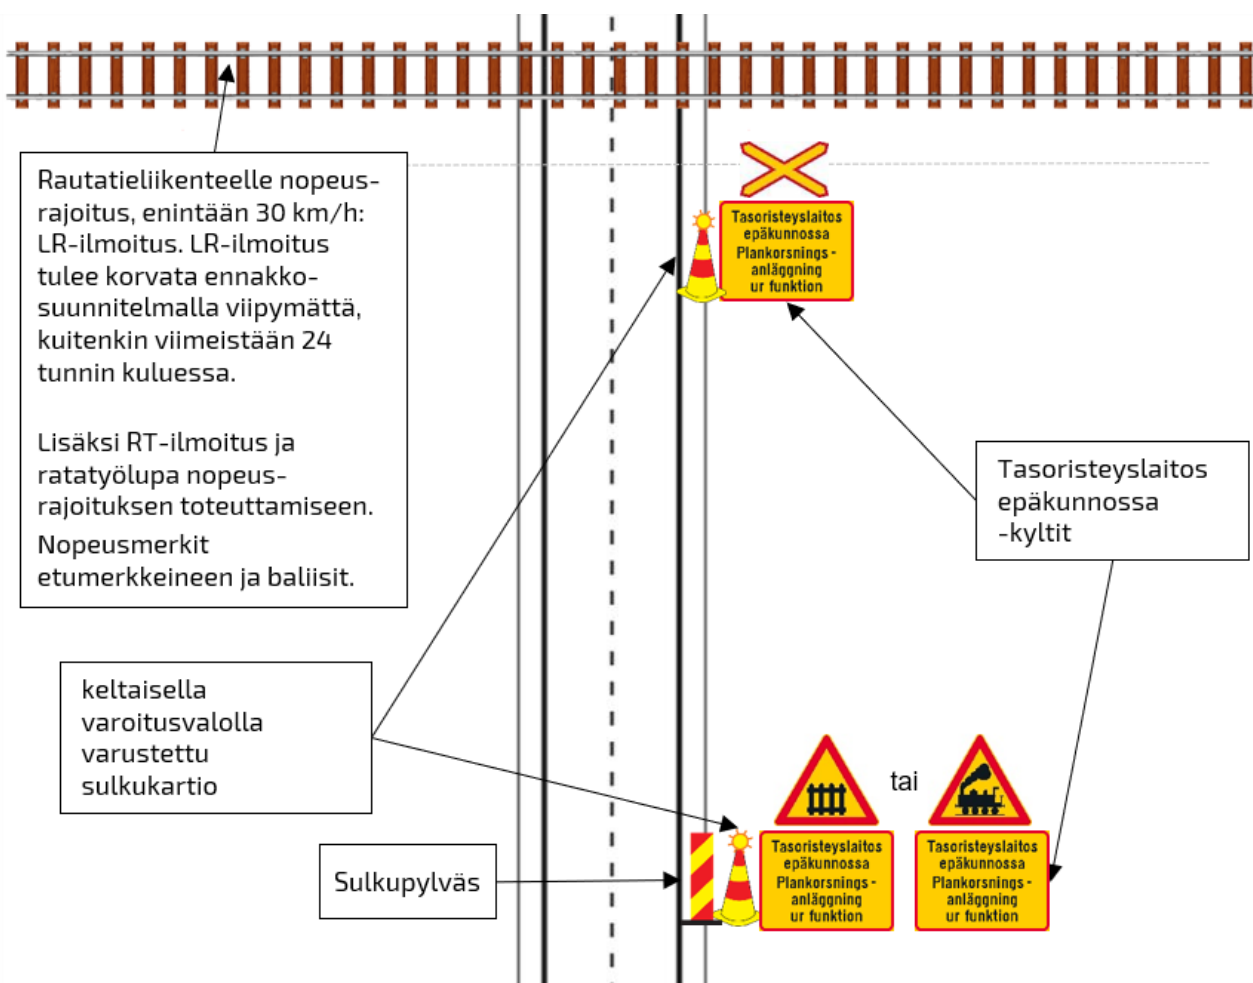 Rautatieliikenteelle nopeus-
rajoitus, enintään 30 km/h:
LR-ilmoitus. LR-ilmoitus
tulee korvata ennakko-
suunnitelmalla viipymättä,
kuitenkin viimeistään 24
tunnin kuluessa.
Lisäksi RT-ilmoitus ja
ratatyölupa nopeus-
rajoituksen toteuttamiseen.
Nopeusmerkit
etumerkkeineen ja baliisit.
Tasoristeyslaitos
epäkunnossa
Plankorsnings-
anläggning
ur funktion
Tasoristeyslaitos
epäkunnossa
-kyltit
keltaisella
varoitusvalolla
varustettu
sulkukartio
tai
Sulkupylväs
Tasoristeyslaitos
epäkunnossa
Plankorsnings-
anläggning
ur funktion
Tasoristeyslaitos
epäkunnossa
Plankorsnings-
anläggning
ur funktion